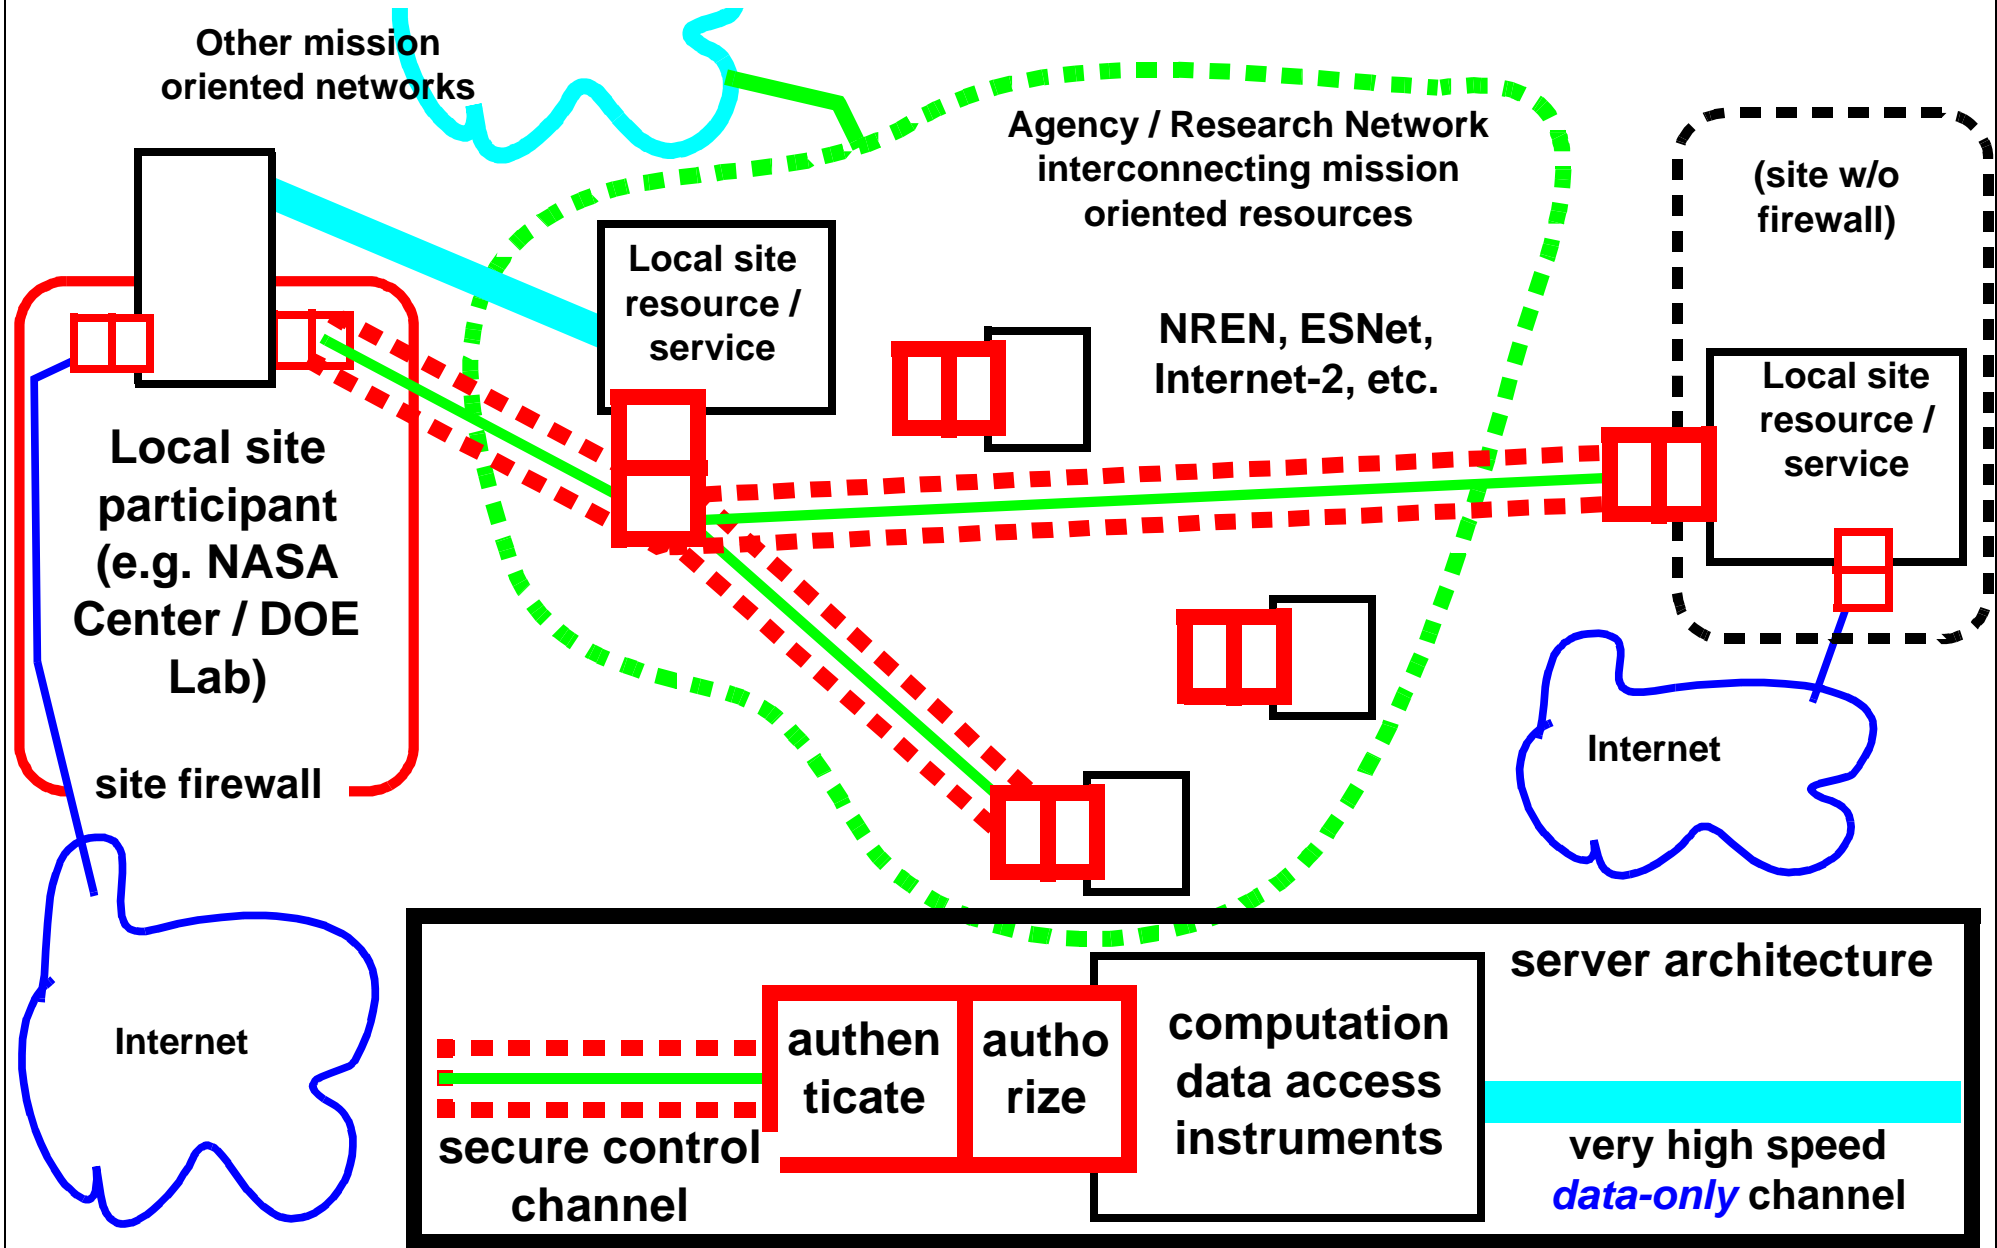 Other mission
oriented networks
Agency / Research Network
interconnecting mission
oriented resources
(site w/o
firewall)
Local site
resource /
service
NREN, ESNet,
Internet-2, etc.
Local site
resource /
service
Local site
participant
(e.g. NASA
Center / DOE
Lab)
site firewall
Internet
Internet
server architecture
authen
ticate
autho
rize
computation
data access
instruments
secure control
channel
very high speed
data-only channel